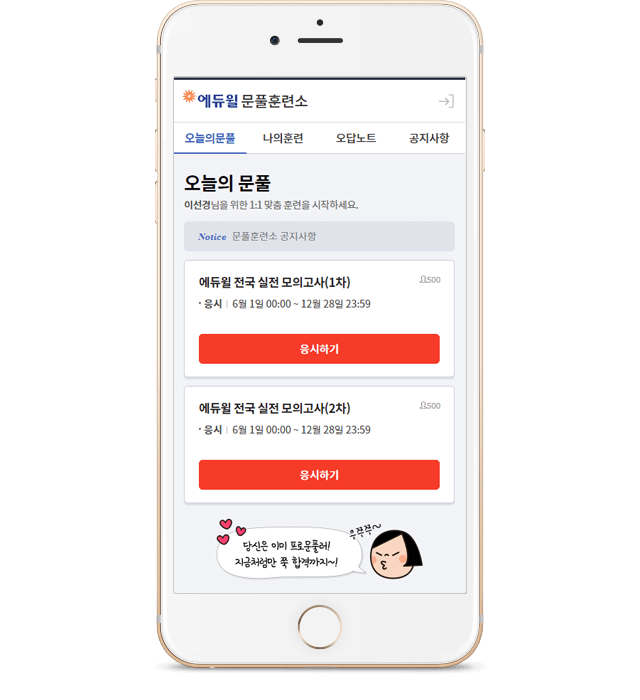 에듀윌 문풀훈련소
오늘의문풀 나의훈련 오답노트 공지사항
오늘의 문풀
이선경님을 위한 1:1 맞춤 훈련을 시작하세요.
Notice 문풀훈련소 공지사항
에듀윌 전국 실전 모의고사(1차) 500
· 응시 | 6월 1일 00:00 ~ 12월 28일 23:59
응시하기
에듀윌 전국 실전 모의고사(2차) 500
· 응시 | 6월 1일 00:00 ~ 12월 28일 23:59
응시하기
우쭈쭈~
당신은 이미 프로문풀러!
지금처럼만 쭉 합격까지~!